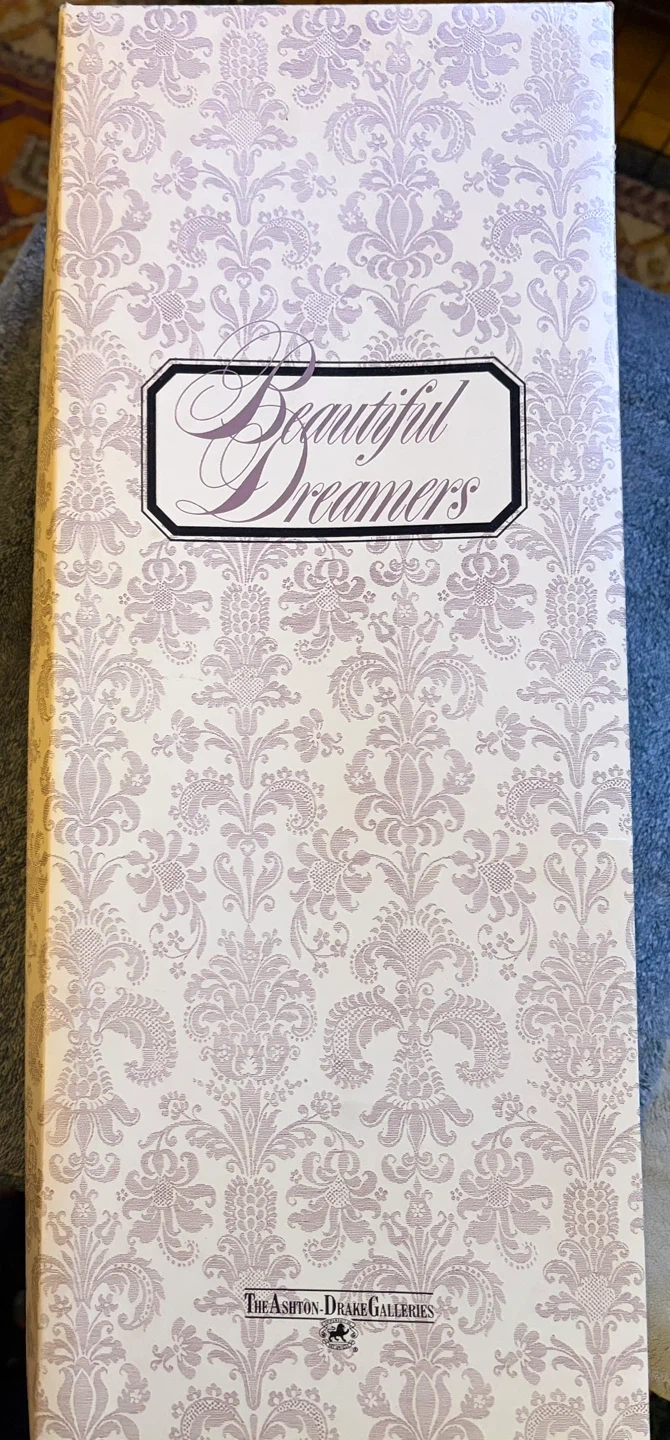 Beautiful
Dreamers
The Ashton-Drake Galleries
®